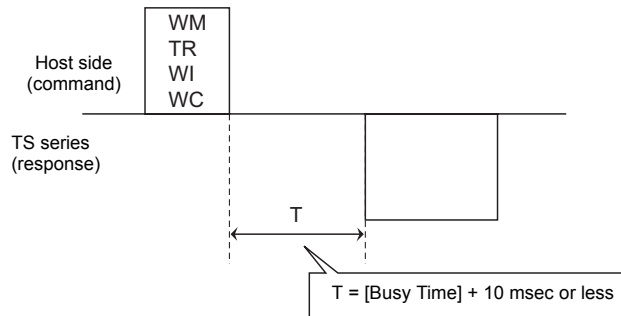 WM
TR
WI
WC
Host side
(command)
TS series
(response)
T
T = [Busy Time] + 10 msec or less